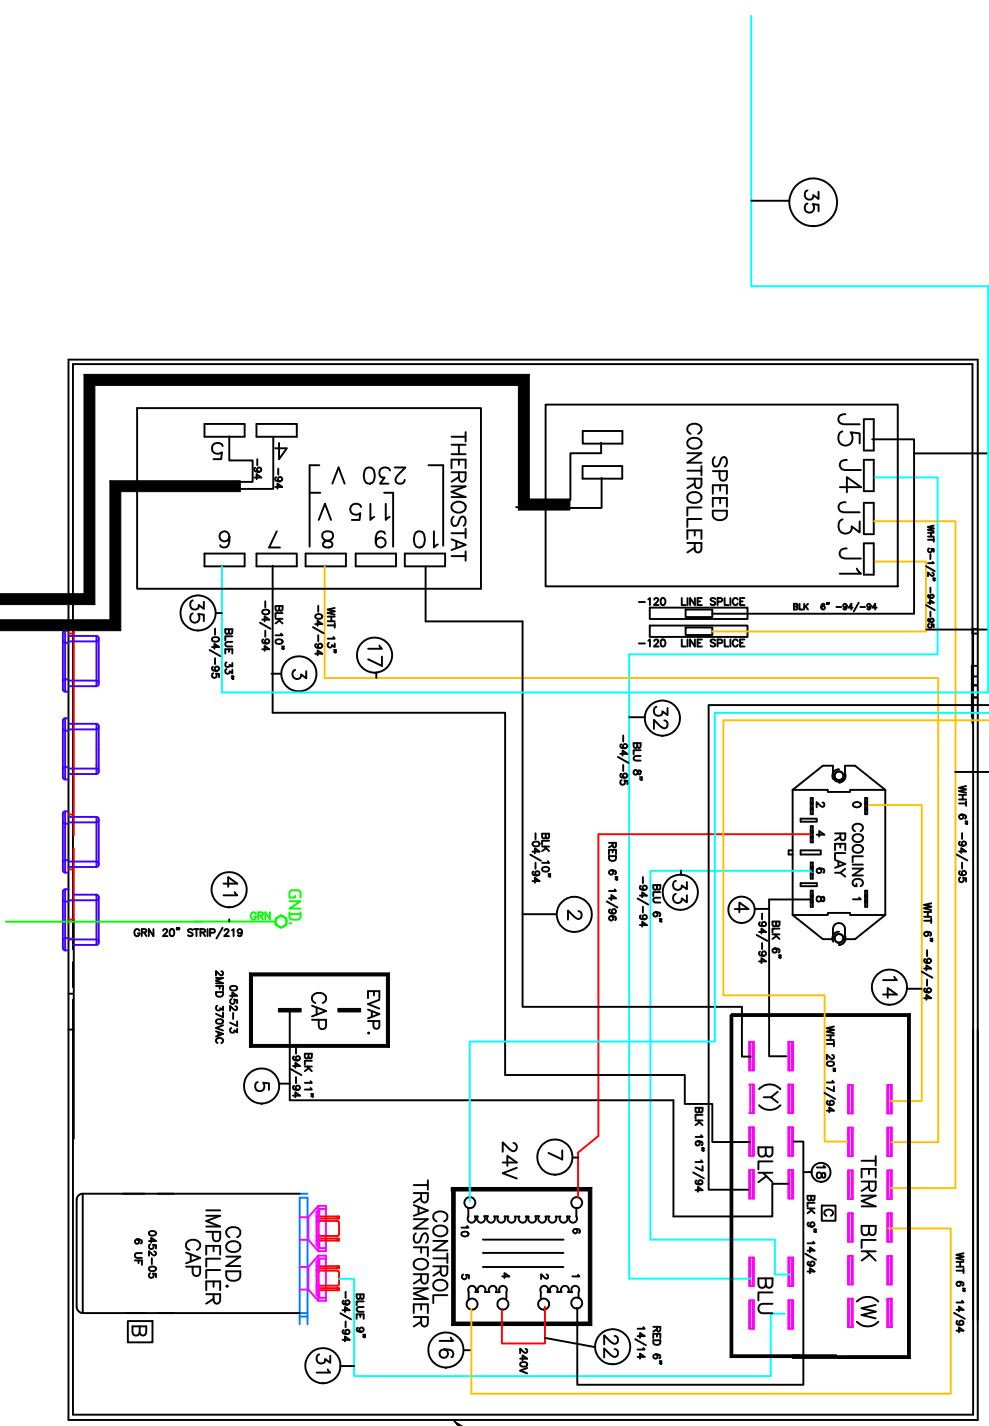 35
J5
J4
J3
J1
SPEED
CONTROLLER
WHT 5-1/2" -94/-95
-120 LINE SPLICE
BLK 6" -94/-94
-120 LINE SPLICE
THERMOSTAT
5
4
-94
-94
230 V
115 V
6
7
8
9
10
35
BLUE 33"
-04/-95
BLK 10"
-04/-94
3
WHT 13"
-04/-94
17
32
BLU 8"
-94/-95
WHT 6" -94/-95
COOLING
RELAY
0
1
2
4
6
8
RED 6" 14/96
BLK 10"
-04/-94
2
33
BLU 6"
-94/-94
4
BLK 6"
-94/-94
WHT 6" -94/-94
14
GND.
GRN
41
GRN 20" STRIP/219
EVAP.
CAP
0452-73
2MFD 370VAC
BLK 11"
-94/-94
5
WHT 20" 17/94
BLK 16" 17/94
(Y)
BLK
BLU
TERM BLK (W)
18
BLK 9" 14/94
C
WHT 6" 14/94
7
24V
CONTROL
TRANSFORMER
10
6
5
4
2
1
16
22
240V
RED 6"
14/14
COND.
IMPELLER
CAP
0452-05
6 UF
B
BLUE 9"
-94/-94
31